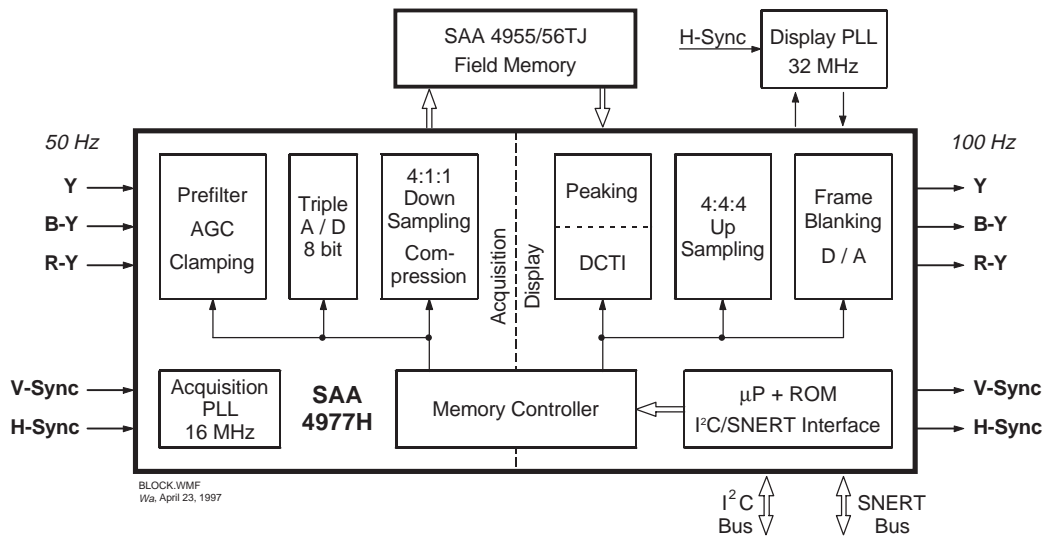 SAA 4955/56TJ
Field Memory
H-Sync
Display PLL
32 MHz
50 Hz
100 Hz
Y
B-Y
R-Y
Prefilter
AGC
Clamping
Triple
A / D
8 bit
4:1:1
Down
Sampling
Com-
pression
Acquisition
Display
Peaking
DCTI
4:4:4
Up
Sampling
Frame
Blanking
D / A
Y
B-Y
R-Y
V-Sync
H-Sync
Acquisition
PLL
16 MHz
SAA
4977H
Memory Controller
µP + ROM
I²C/SNERT Interface
V-Sync
H-Sync
BLOCK.WMF
Wa, April 23, 1997
I²C
Bus
SNERT
Bus